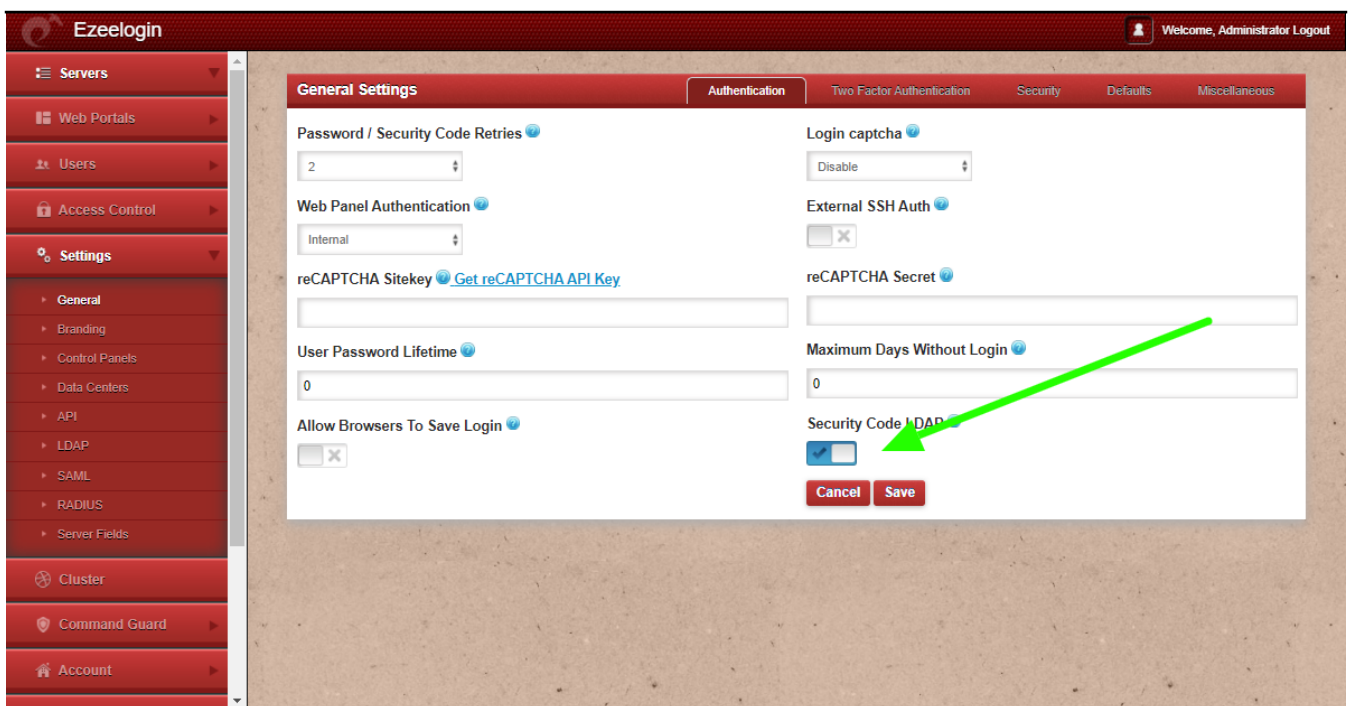 Ezeelogin
Welcome, Administrator Logout
Servers
Web Portals
Users
Access Control
Settings
General
Branding
Control Panels
Data Centers
API
LDAP
SAML
RADIUS
Server Fields
Cluster
Command Guard
Account
General Settings
Authentication Two Factor Authentication Security Defaults Miscellaneous
Password / Security Code Retries
Login captcha
2
Disable
Web Panel Authentication
External SSH Auth
Internal
reCAPTCHA Sitekey Get reCAPTCHA API Key
reCAPTCHA Secret
User Password Lifetime
Maximum Days Without Login
0
0
Allow Browsers To Save Login
Security Code LDAP
Cancel Save